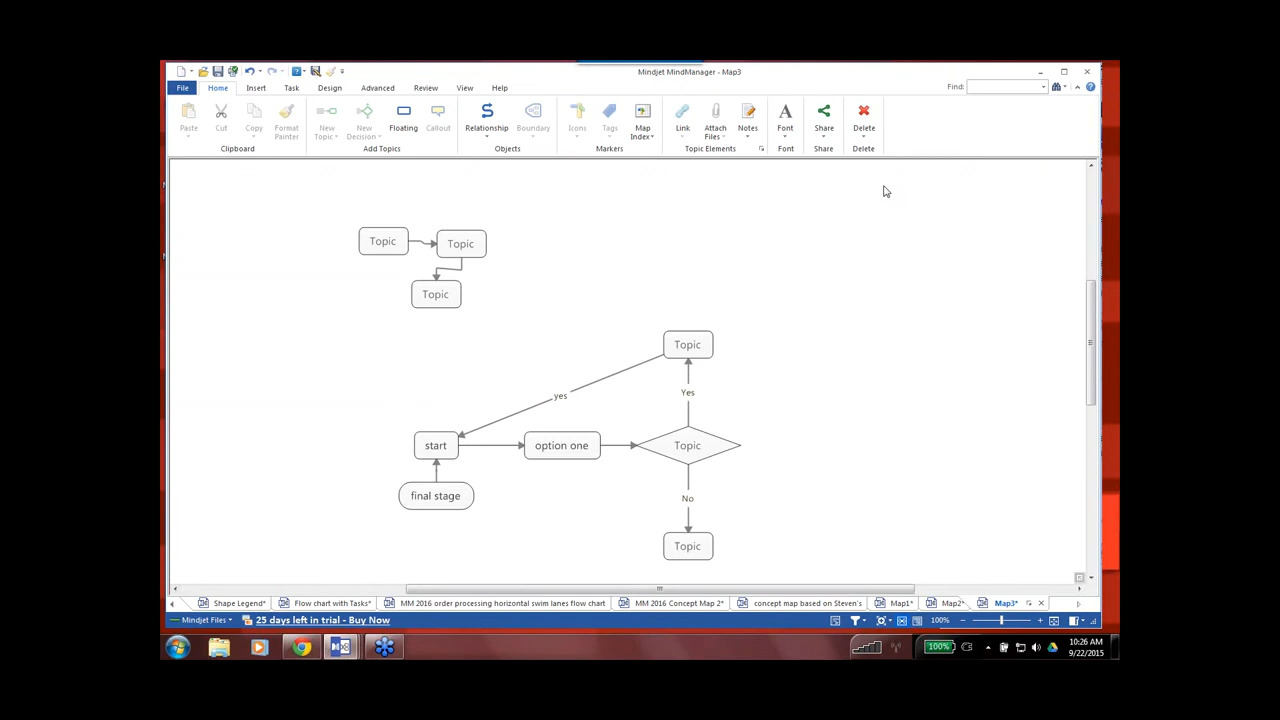 Mindjet MindManager - Map3
File Home Insert Task Design Advanced Review View Help Find:
Paste Cut Copy Format Painter New Topic New Decision Floating Callout Relationship Boundary Icons Tags Map Index Link Attach Files Notes Font Share Delete
Clipboard Add Topics Objects Markers Topic Elements Font Share Delete
Topic Topic
Topic
Topic
Yes
yes
start option one Topic
final stage
No
Topic
Shape Legend* Flow chart with Tasks* MM 2016 order processing horizontal swim lanes flow chart MM 2016 Concept Map 2* concept map based on Steven's Map1* Map2* Map3*
Mindjet Files 25 days left in trial - Buy Now 100%
100% 10:26 AM
9/22/2015